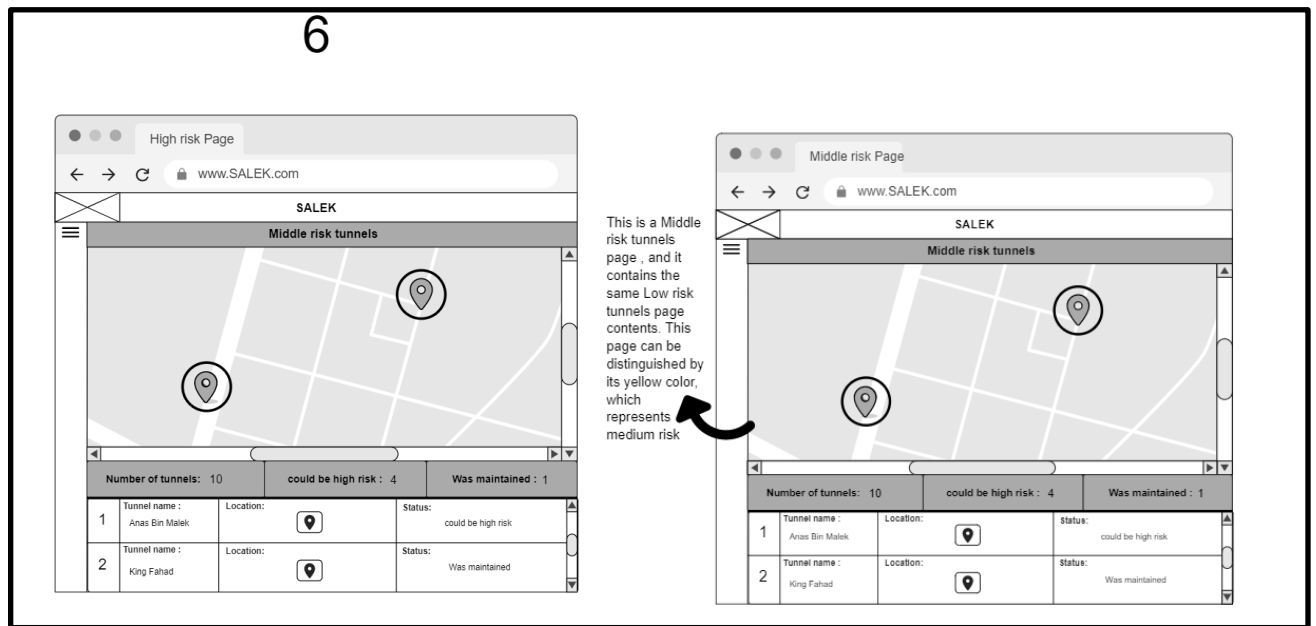 6
High risk Page
www.SALEK.com
SALEK
Middle risk tunnels
Number of tunnels: 10
could be high risk : 4
Was maintained : 1
1
Tunnel name :
Anas Bin Malek
Location:
Status:
could be high risk
2
Tunnel name :
King Fahad
Location:
Status:
Was maintained
This is a Middle
risk tunnels
page , and it
contains the
same Low risk
tunnels page
contents. This
page can be
distinguished by
its yellow color,
which
represents
medium risk
Middle risk Page
www.SALEK.com
SALEK
Middle risk tunnels
Number of tunnels: 10
could be high risk : 4
Was maintained : 1
1
Tunnel name :
Anas Bin Malek
Location:
Status:
could be high risk
2
Tunnel name :
King Fahad
Location:
Status:
Was maintained